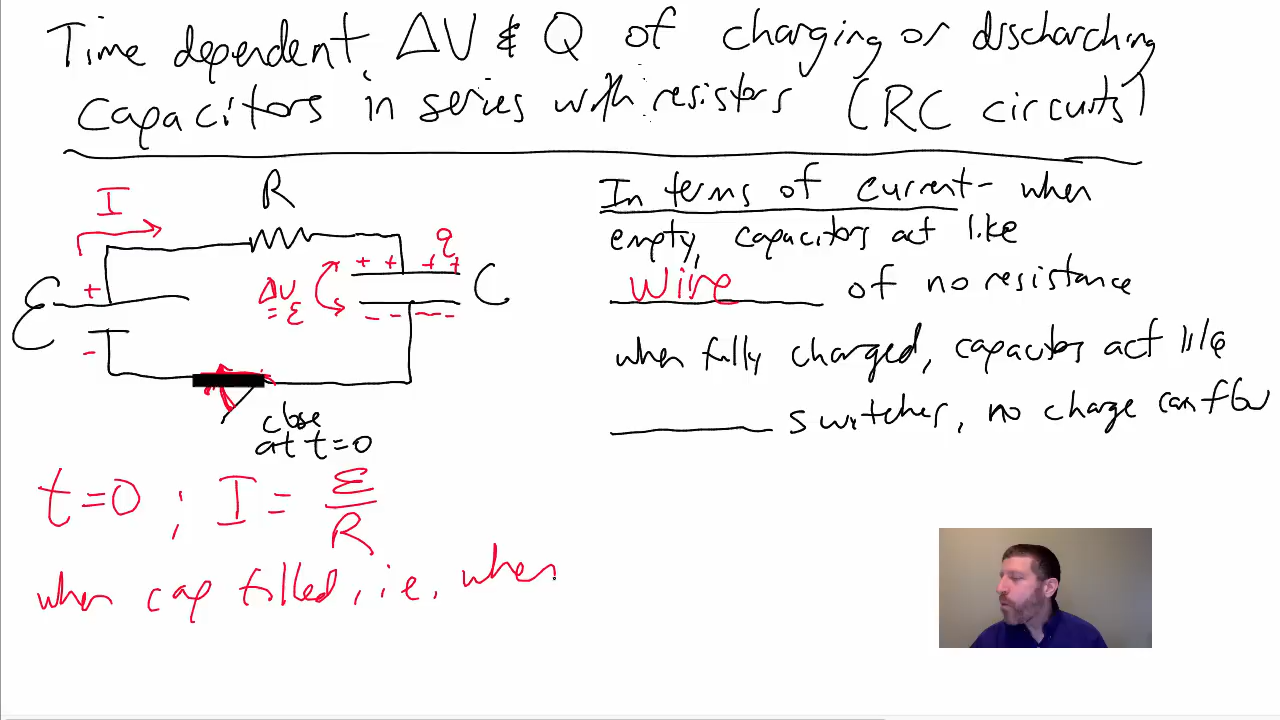 Time dependent ΔV & Q of charging or discharching
capacitors in series with resistors (RC circuits)
I
R
q
+ + + +
C
ΔV
= ε
- - - - -
+
ε
-
close
at t=0
In terms of current - when
empty, capacitors act like
wire of no resistance
when fully charged, capacitors act like
switches, no charge can flow
t=0 ; I = ε/R
when cap filled, ie, when